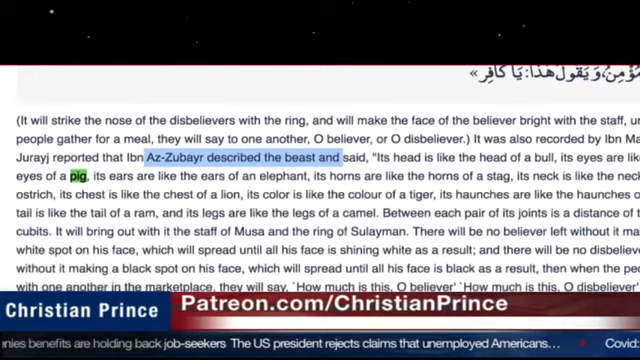 ؤْمِنُ، وَيَقُولَ هَذَا: يَا كَافِرِ»
(It will strike the nose of the disbelievers with the ring, and will make the face of the believer bright with the staff, un
people gather for a meal, they will say to one another, O believer, or O disbeliever.) It was also recorded by Ibn Ma
Jurayj reported that Ibn Az-Zubayr described the beast and said, "Its head is like the head of a bull, its eyes are like
eyes of a pig, its ears are like the ears of an elephant, its horns are like the horns of a stag, its neck is like the neck
ostrich, its chest is like the chest of a lion, its color is like the colour of a tiger, its haunches are like the haunches o
tail is like the tail of a ram, and its legs are like the legs of a camel. Between each pair of its joints is a distance of t
cubits. It will bring out with it the staff of Musa and the ring of Sulayman. There will be no believer left without it ma
white spot on his face, which will spread until all his face is shining white as a result; and there will be no disbelieve
without it making a black spot on his face, which will spread until all his face is black as a result, then when the pe
with one another in the marketplace, they will say, `How much is this, O believer' `How much is this, O disbeliever'
Christian Prince Patreon.com/ChristianPrince
enies benefits are holding back job-seekers The US president rejects claims that unemployed Americans… Covid: